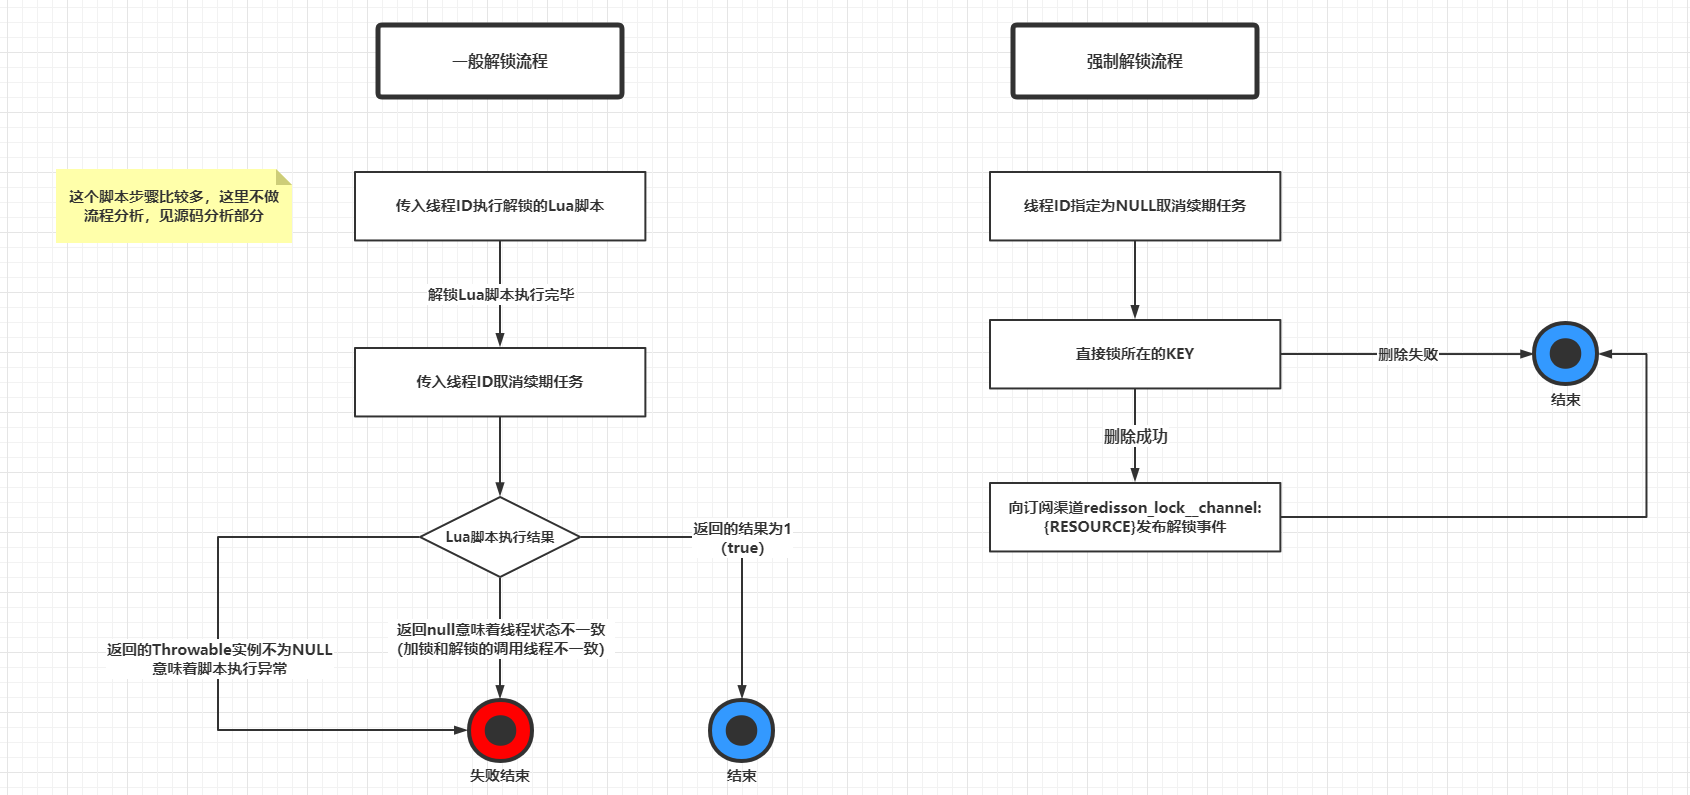 一般解锁流程
强制解锁流程
这个脚本步骤比较多，这里不做
流程分析，见源码分析部分
传入线程ID执行解锁的Lua脚本
解锁Lua脚本执行完毕
传入线程ID取消续期任务
Lua脚本执行结果
返回的结果为1
（true）
返回null意味着线程状态不一致
(加锁和解锁的调用线程不一致)
返回的Throwable实例不为NULL
意味着脚本执行异常
失败结束
结束
线程ID指定为NULL取消续期任务
直接锁所在的KEY
删除失败
结束
删除成功
向订阅渠道redisson_lock__channel:
{RESOURCE}发布解锁事件